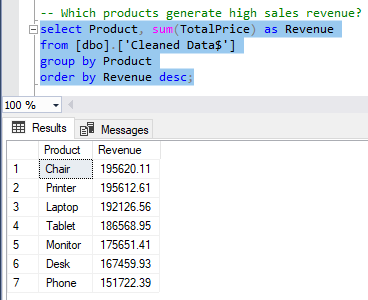 -- Which products generate high sales revenue?
select Product, sum(TotalPrice) as Revenue
from [dbo].['Cleaned Data$']
group by Product
order by Revenue desc;
100 %
Results Messages
Product Revenue
1 Chair 195620.11
2 Printer 195612.61
3 Laptop 192126.56
4 Tablet 186568.95
5 Monitor 175651.41
6 Desk 167459.93
7 Phone 151722.39